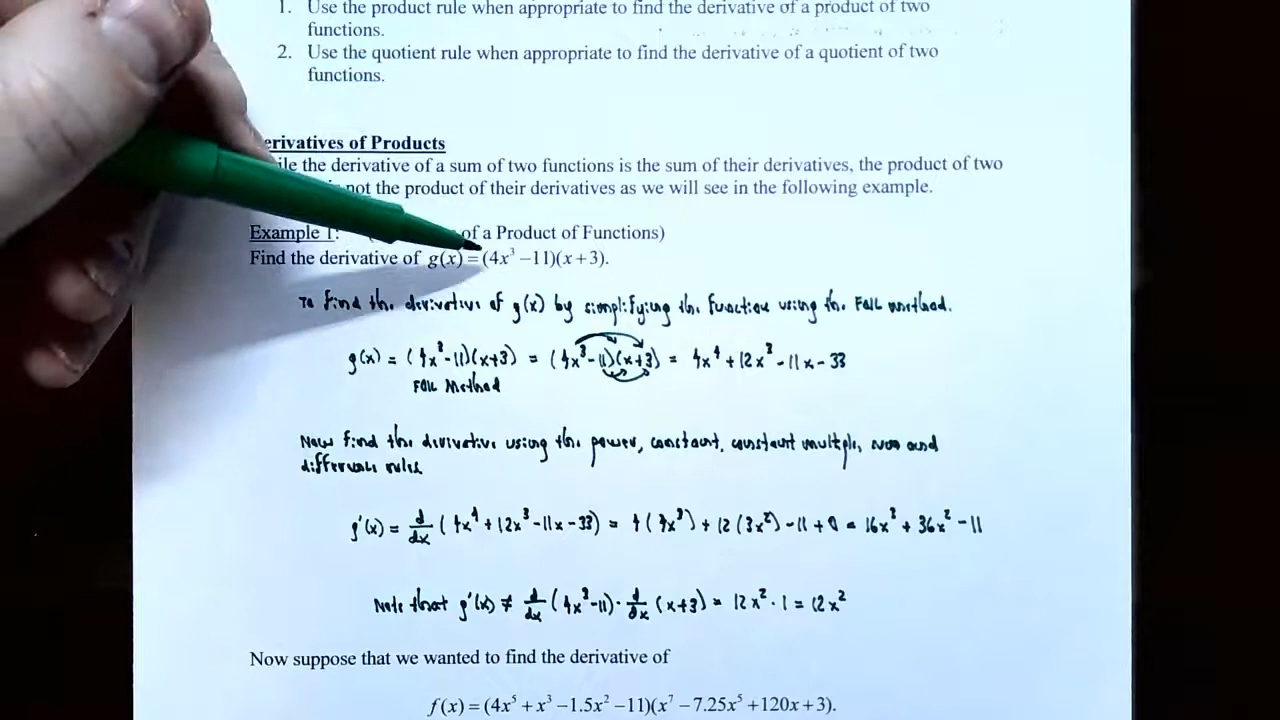 1. Use the product rule when appropriate to find the derivative of a product of two
functions.
2. Use the quotient rule when appropriate to find the derivative of a quotient of two
functions.
erivatives of Products
ile the derivative of a sum of two functions is the sum of their derivatives, the product of two
not the product of their derivatives as we will see in the following example.
Example 1: of a Product of Functions)
Find the derivative of g(x)=(4x³−11)(x+3).
To find the derivative of g(x) by simplifying the function using the FOIL method.
g(x) = (4x³-11)(x+3) = (4x³-11)(x+3) = 4x⁴+12x³-11x-33
FOIL Method
Now find the derivative using the power, constant, constant multiple, sum and
difference rules
g'(x) = d/dx (4x⁴+12x³-11x-33) = 4(4x³)+12(3x²)-11+0 = 16x³+36x²-11
Note that g'(x) ≠ d/dx (4x³-11)· d/dx (x+3) = 12x²·1 = 12x²
Now suppose that we wanted to find the derivative of
f(x)=(4x⁵+x³−1.5x²−11)(x⁷−7.25x⁵+120x+3).